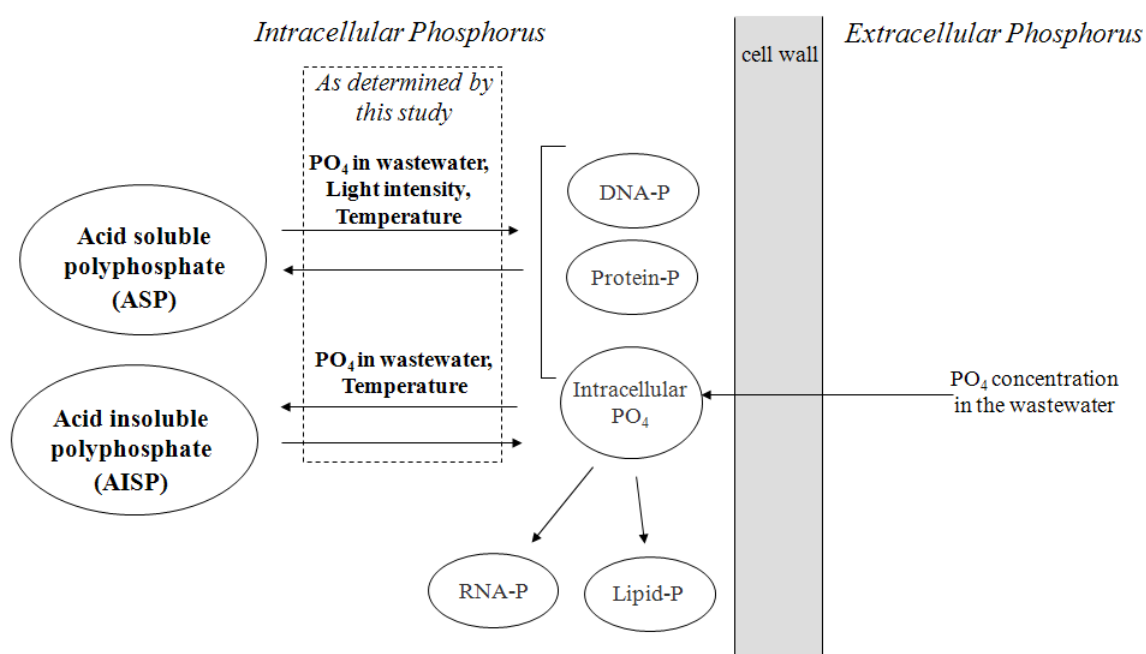 Intracellular Phosphorus
cell wall
Extracellular Phosphorus
As determined by
this study
PO₄ in wastewater,
Light intensity,
Temperature
Acid soluble
polyphosphate
(ASP)
DNA-P
Protein-P
PO₄ in wastewater,
Temperature
Acid insoluble
polyphosphate
(AISP)
Intracellular
PO₄
PO₄ concentration
in the wastewater
RNA-P
Lipid-P